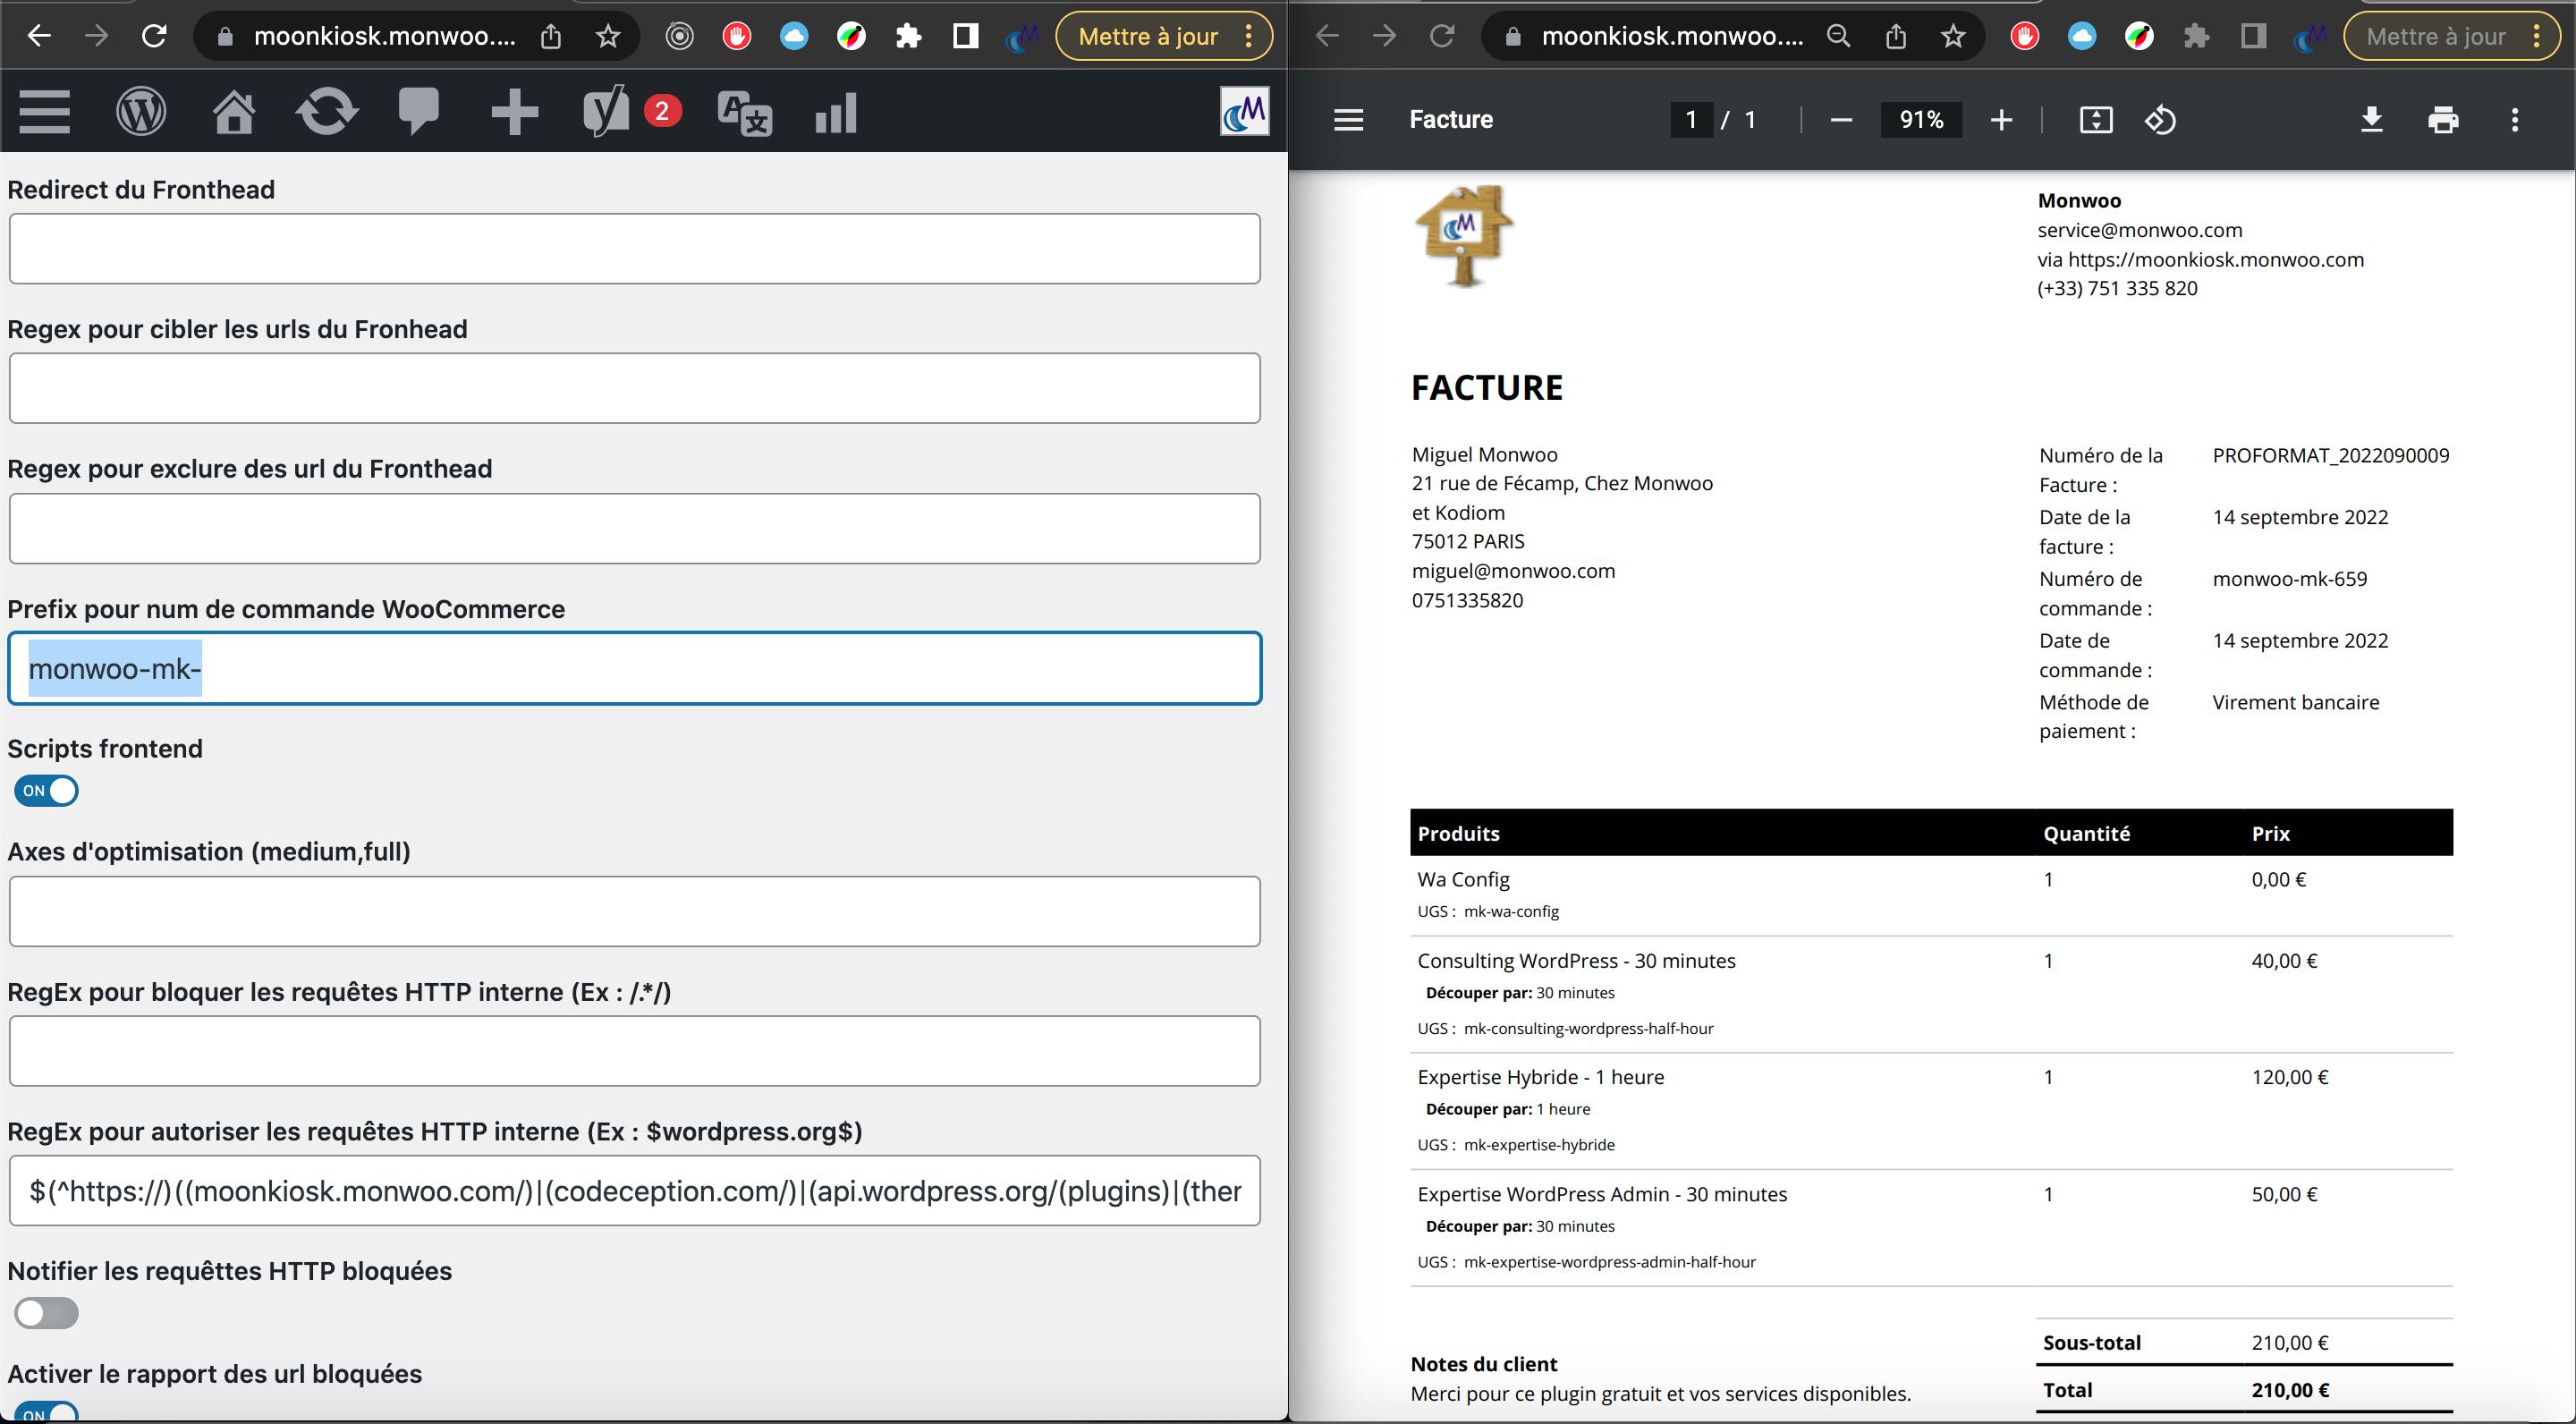 moonkiosk.monwoo....
Mettre à jour
2
Redirect du Fronthead
Regex pour cibler les urls du Fronhead
Regex pour exclure des url du Fronthead
Prefix pour num de commande WooCommerce
monwoo-mk-
Scripts frontend
ON
Axes d'optimisation (medium,full)
RegEx pour bloquer les requêtes HTTP interne (Ex : /.*/)
RegEx pour autoriser les requêtes HTTP interne (Ex : $wordpress.org$)
$(^https://)((moonkiosk.monwoo.com/)|(codeception.com/)|(api.wordpress.org/(plugins)|(ther
Notifier les requêttes HTTP bloquées
Activer le rapport des url bloquées
ON
moonkiosk.monwoo....
Mettre à jour
Facture
1 / 1
91%
Monwoo
service@monwoo.com
via https://moonkiosk.monwoo.com
(+33) 751 335 820
FACTURE
Miguel Monwoo
21 rue de Fécamp, Chez Monwoo
et Kodiom
75012 PARIS
miguel@monwoo.com
0751335820
Numéro de la Facture : PROFORMAT_2022090009
Date de la facture : 14 septembre 2022
Numéro de commande : monwoo-mk-659
Date de commande : 14 septembre 2022
Méthode de paiement : Virement bancaire
Produits Quantité Prix
Wa Config 1 0,00 €
UGS : mk-wa-config
Consulting WordPress - 30 minutes 1 40,00 €
Découper par: 30 minutes
UGS : mk-consulting-wordpress-half-hour
Expertise Hybride - 1 heure 1 120,00 €
Découper par: 1 heure
UGS : mk-expertise-hybride
Expertise WordPress Admin - 30 minutes 1 50,00 €
Découper par: 30 minutes
UGS : mk-expertise-wordpress-admin-half-hour
Sous-total 210,00 €
Notes du client
Merci pour ce plugin gratuit et vos services disponibles.
Total 210,00 €